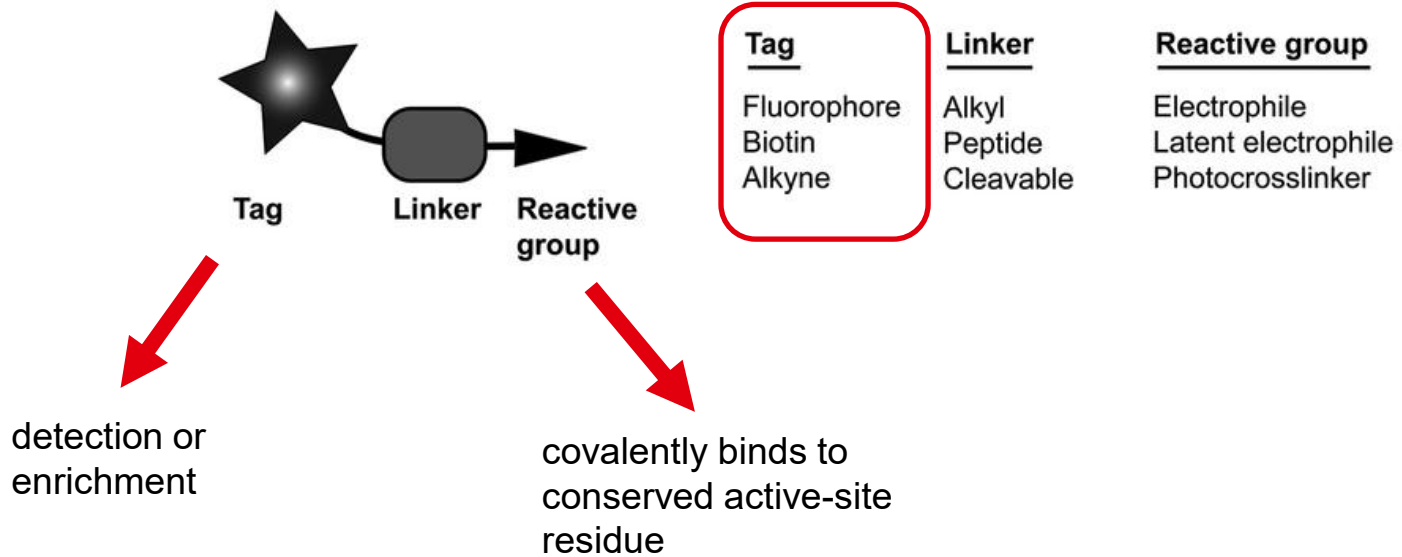 Tag
Linker
Reactive
group
Tag
Fluorophore
Biotin
Alkyne
Linker
Alkyl
Peptide
Cleavable
Reactive group
Electrophile
Latent electrophile
Photocrosslinker
detection or
enrichment
covalently binds to
conserved active-site
residue